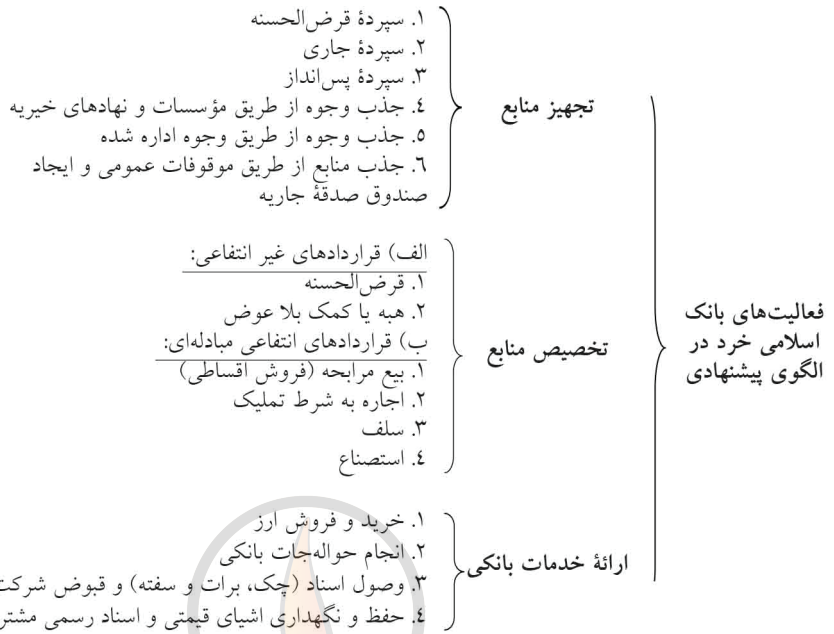 فعالیت‌های بانک
اسلامی خرد در
الگوی پیشنهادی
تجهیز منابع
۱. سپردهٔ قرض‌الحسنه
۲. سپردهٔ جاری
۳. سپردهٔ پس‌انداز
٤. جذب وجوه از طریق مؤسسات و نهادهای خیریه
٥. جذب وجوه از طریق وجوه اداره شده
٦. جذب منابع از طریق موقوفات عمومی و ایجاد
صندوق صدقهٔ جاریه
تخصیص منابع
الف) قراردادهای غیر انتفاعی:
۱. قرض‌الحسنه
۲. هبه یا کمک بلا عوض
ب) قراردادهای انتفاعی مبادله‌ای:
۱. بیع مرابحه (فروش اقساطی)
۲. اجاره به شرط تملیک
۳. سلف
٤. استصناع
ارائهٔ خدمات بانکی
۱. خرید و فروش ارز
۲. انجام حواله‌جات بانکی
۳. وصول اسناد (چک، برات و سفته) و قبوض
٤. حفظ و نگهداری اشیای قیمتی و اسناد رسمی